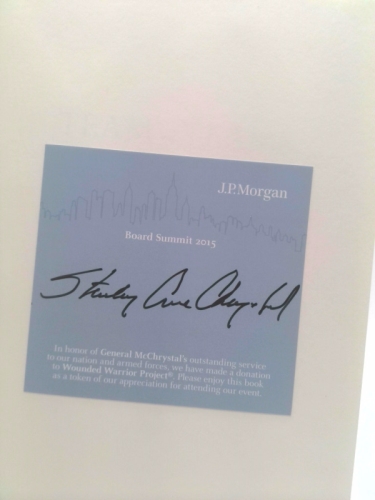 J.P.Morgan
Board Summit 2015
Stanley McChrystal
In honor of General McChrystal's outstanding service
to our nation and armed forces, we have made a donation
to Wounded Warrior Project®. Please enjoy this book
as a token of our appreciation for attending our event.